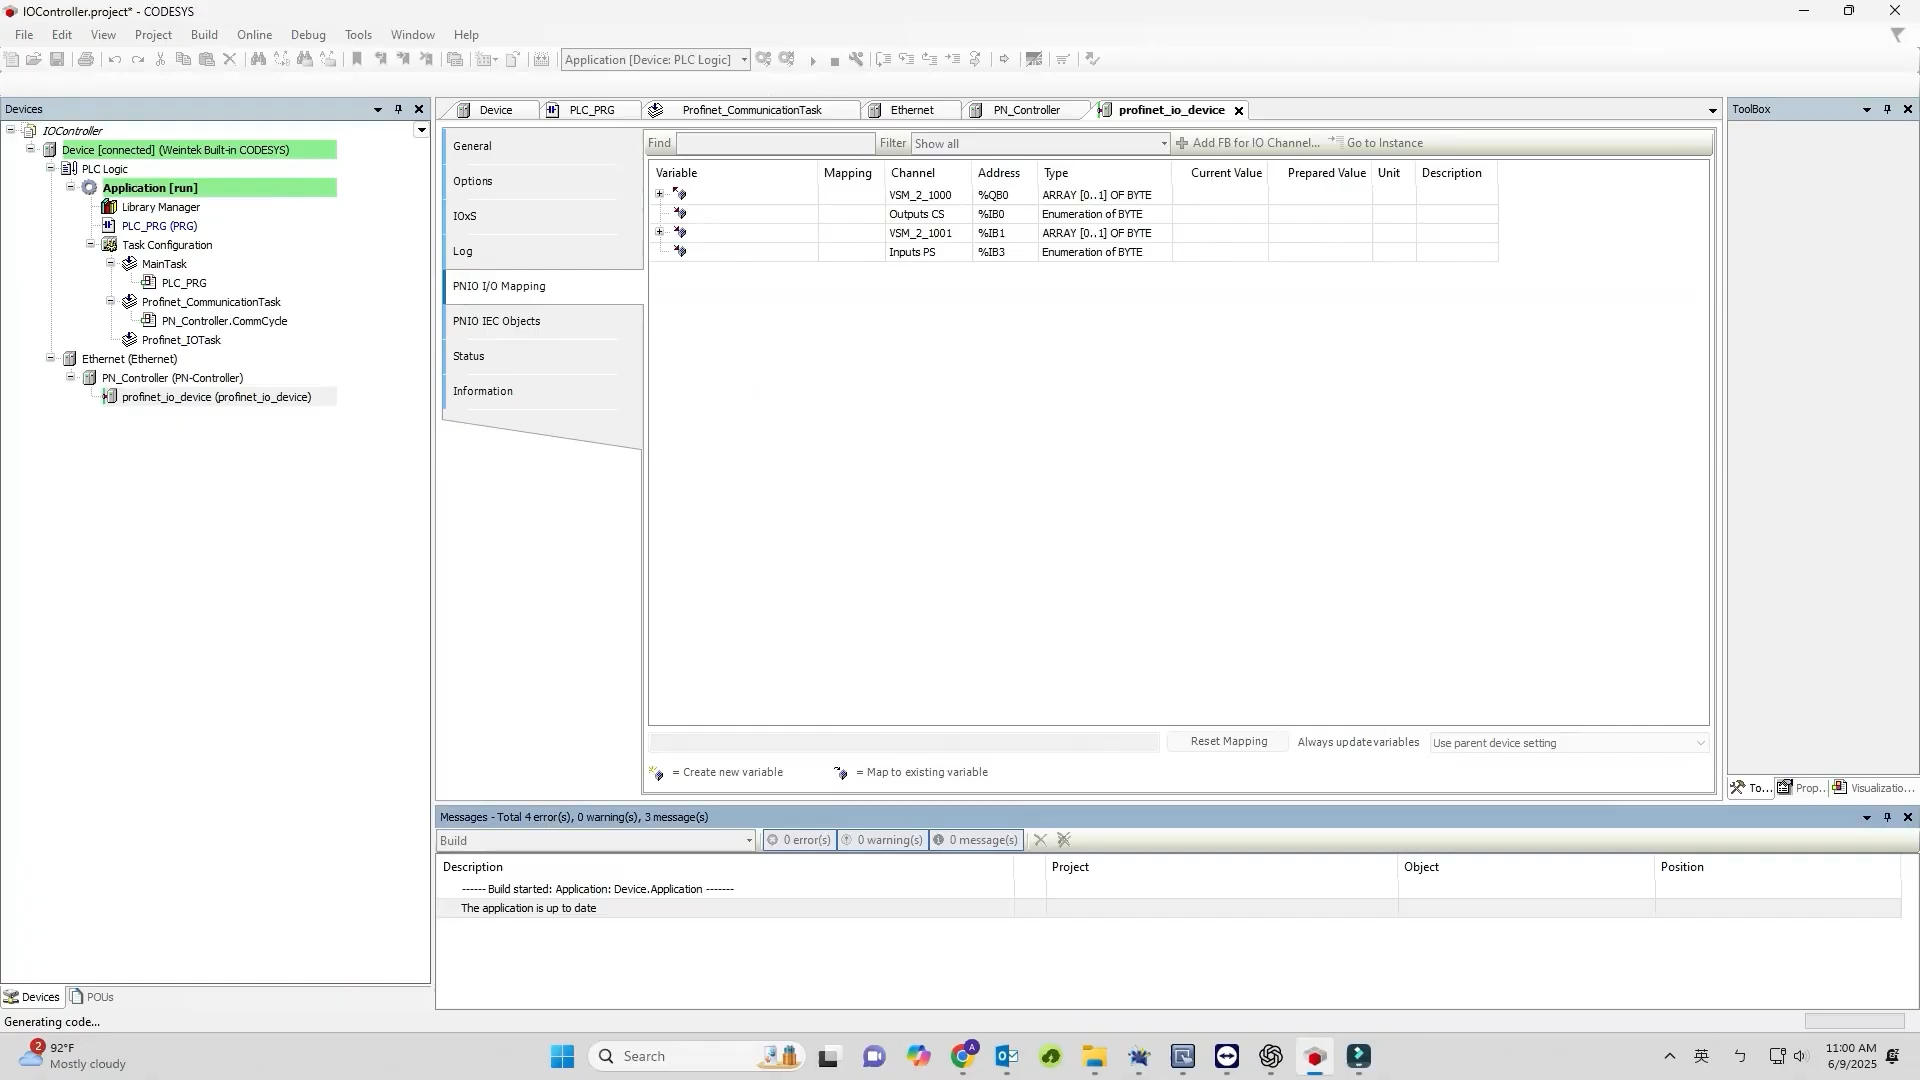 IOController.project* - CODESYS
File Edit View Project Build Online Debug Tools Window Help
Application [Device: PLC Logic]
Devices
IOController
Device [connected] (Weintek Built-in CODESYS)
PLC Logic
Application [run]
Library Manager
PLC_PRG (PRG)
Task Configuration
MainTask
PLC_PRG
Profinet_CommunicationTask
PN_Controller.CommCycle
Profinet_IOTask
Ethernet (Ethernet)
PN_Controller (PN-Controller)
profinet_io_device (profinet_io_device)
Devices POUs
Device PLC_PRG Profinet_CommunicationTask Ethernet PN_Controller profinet_io_device
General
Options
IOxS
Log
PNIO I/O Mapping
PNIO IEC Objects
Status
Information
Find Filter Show all Add FB for IO Channel... Go to Instance
Variable Mapping Channel Address Type Current Value Prepared Value Unit Description
VSM_2_1000 %QB0 ARRAY [0..1] OF BYTE
Outputs CS %IB0 Enumeration of BYTE
VSM_2_1001 %IB1 ARRAY [0..1] OF BYTE
Inputs PS %IB3 Enumeration of BYTE
Reset Mapping Always update variables Use parent device setting
= Create new variable = Map to existing variable
ToolBox
To... Prop... Visualizatio...
Messages - Total 4 error(s), 0 warning(s), 3 message(s)
Build 0 error(s) 0 warning(s) 0 message(s)
Description Project Object Position
------ Build started: Application: Device.Application -------
The application is up to date
Generating code...
2
92°F
Mostly cloudy
Search
A
英
ㄅ
11:00 AM
6/9/2025